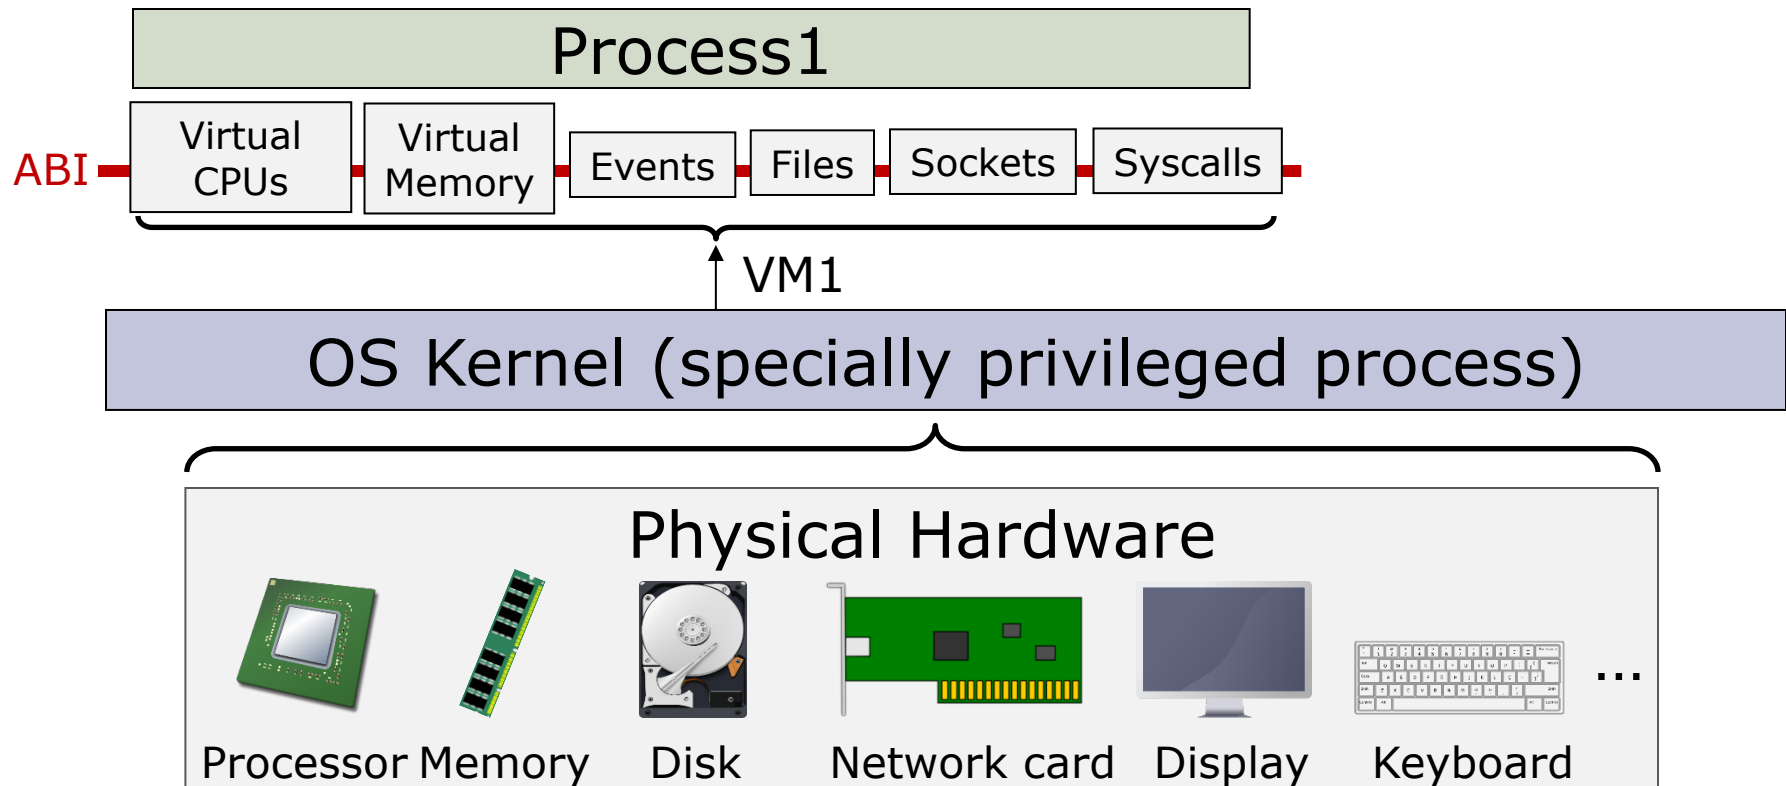 Process1
ABI
Virtual
CPUs
Virtual
Memory
Events
Files
Sockets
Syscalls
VM1
OS Kernel (specially privileged process)
Physical Hardware
...
Processor
Memory
Disk
Network card
Display
Keyboard